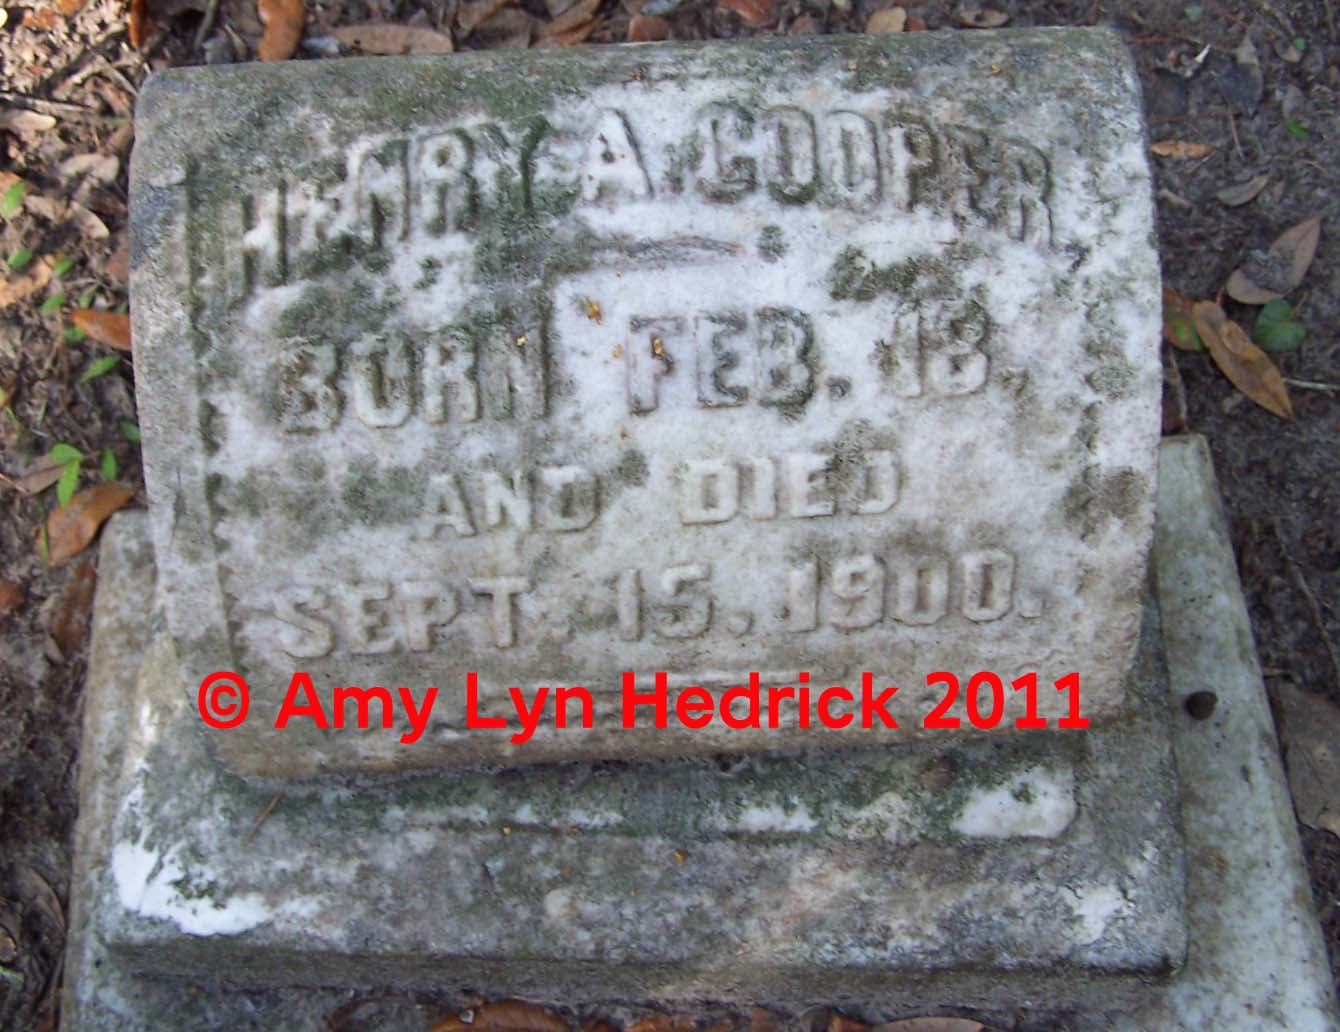 HENRY A. COOPER,
BORN FEB. 18,
AND DIED
SEPT. 15, 1900.
© Amy Lyn Hedrick 2011